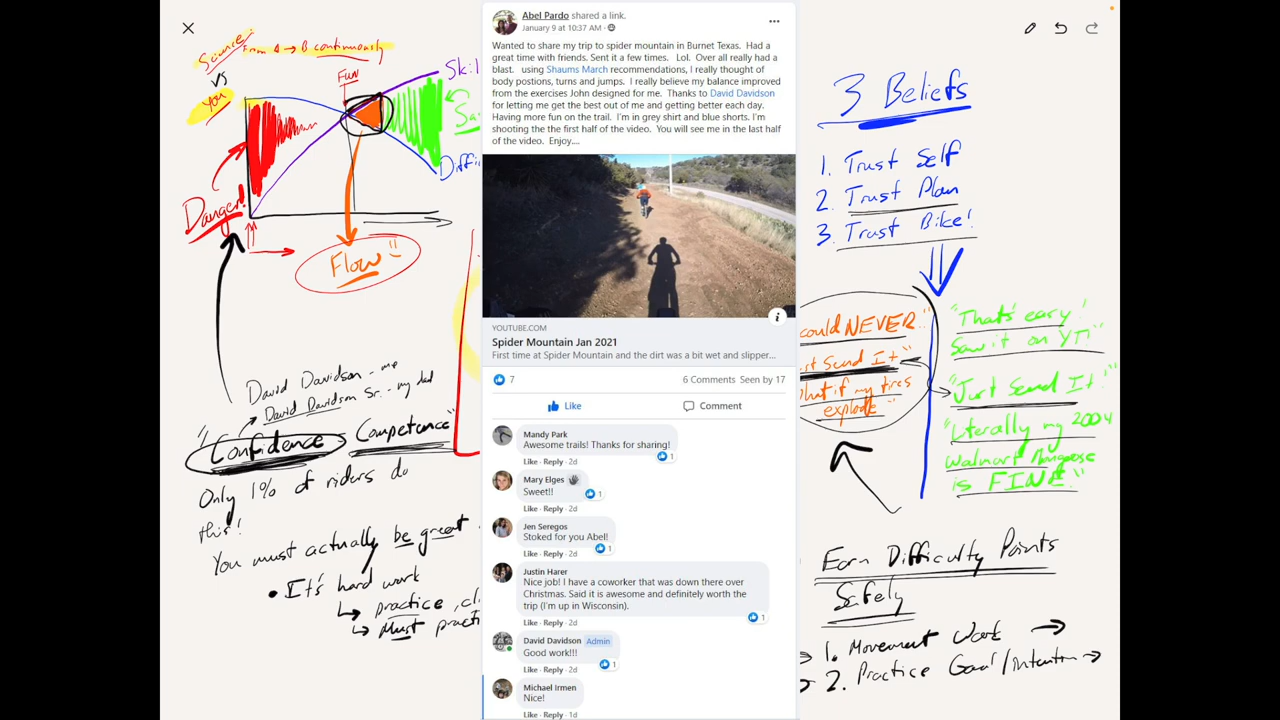 Science
From A → B continuously
vs
You
Fun
Skil
Sa
Diffi
Danger!
Flow
David Davidson - me
David Davidson Sr. - my dad
"Confidence Competence"
Only 1% of riders do
this!
You must actually be great
• It's hard work
↳ practice, cl
↳ Must practi
Abel Pardo shared a link.
January 9 at 10:37 AM
Wanted to share my trip to spider mountain in Burnet Texas. Had a
great time with friends. Sent it a few times. Lol. Over all really had a
blast. using Shaums March recommendations, I really thought of
body postions, turns and jumps. I really believe my balance improved
from the exercises John designed for me. Thanks to David Davidson
for letting me get the best out of me and getting better each day.
Having more fun on the trail. I'm in grey shirt and blue shorts. I'm
shooting the the first half of the video. You will see me in the last half
of the video. Enjoy....
YOUTUBE.COM
Spider Mountain Jan 2021
First time at Spider Mountain and the dirt was a bit wet and slipper...
7
6 Comments Seen by 17
Like
Comment
Mandy Park
Awesome trails! Thanks for sharing!
1
Like · Reply · 2d
Mary Elges
Sweet!!
1
Like · Reply · 2d
Jen Seregos
Stoked for you Abel!
1
Like · Reply · 2d
Justin Harer
Nice job! I have a coworker that was down there over
Christmas. Said it is awesome and definitely worth the
trip (I'm up in Wisconsin).
1
Like · Reply · 2d
David Davidson Admin
Good work!!!
1
Like · Reply · 2d
Michael Irmen
Nice!
Like · Reply · 1d
3 Beliefs
1. Trust Self
2. Trust Plan
3. Trust Bike!
could NEVER.."
st Send It"
hat if my tires
explode"
"That's easy!
Saw it on YT!"
"Just Send It!"
"Literally my 2004
Walmart Mongoose
is FINE."
Earn Difficulty Points
Safely
1. Movement Work →
2. Practice Goal/intention →